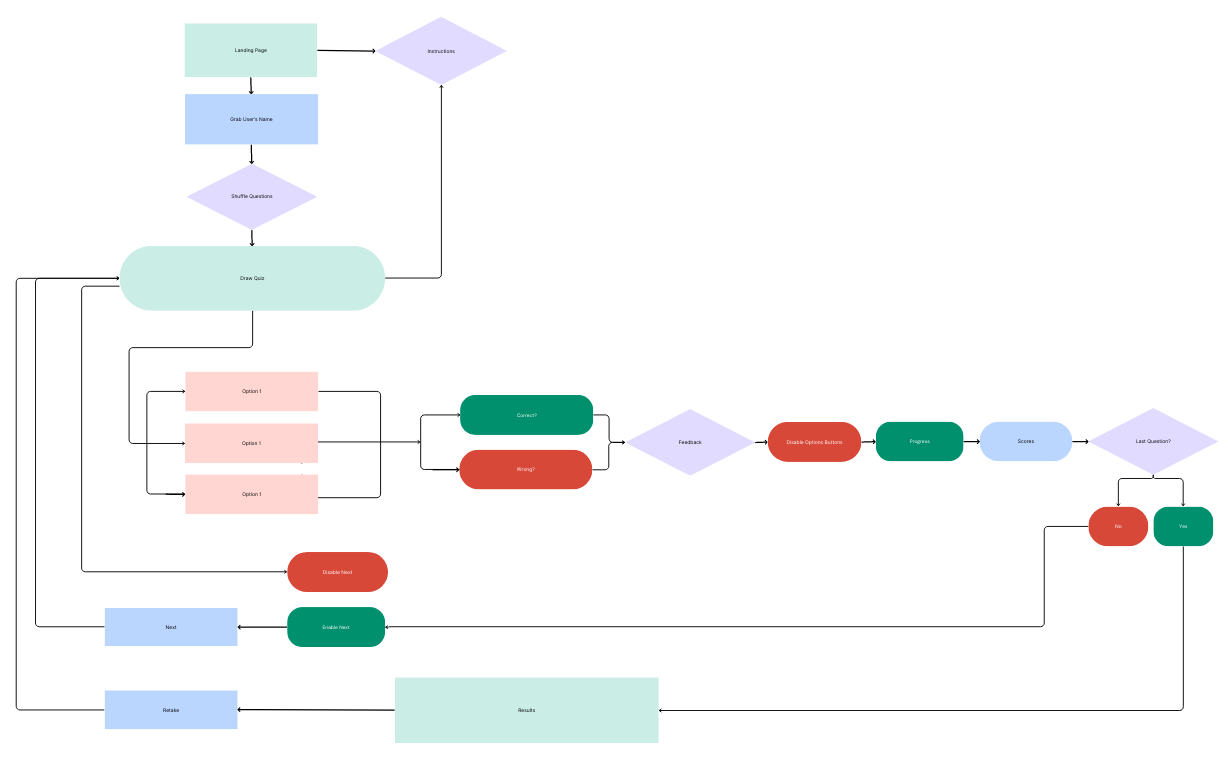 Landing Page
Instructions
Grab User's Name
Shuffle Questions
Draw Quiz
Option 1
Option 1
Option 1
Correct?
Wrong?
Feedback
Disable Options Buttons
Progress
Scores
Last Question?
No
Yes
Disable Next
Next
Enable Next
Retake
Results